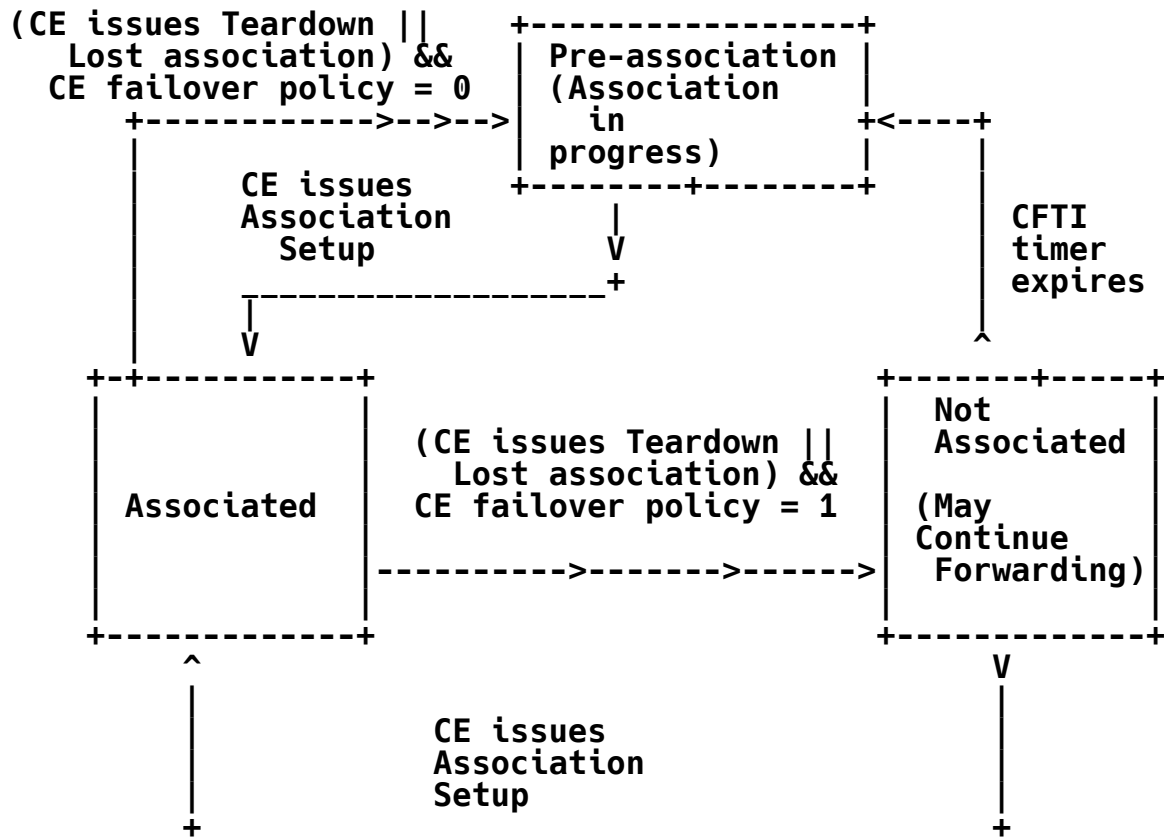 (CE issues Teardown ||    +-----------------+
   Lost association) &&   | Pre-association |
  CE failover policy = 0  | (Association    |
      +------------>-->-->|   in            +<----+
      |                   | progress)       |     |
      |     CE issues     +--------+--------+     |
      |     Association        |                  | CFTI
      |       Setup            V                  | timer
      |     ___________________+                  | expires
      |     |                                     |
      |     V                                     ^
    +-+-----------+                          +-------+-----+
    |             |                          |  Not        |
    |             |  (CE issues Teardown ||  |  Associated |
    |             |    Lost association) &&  |             |
    | Associated  |  CE failover policy = 1  | (May        |
    |             |                          | Continue    |
    |             |---------->------->------>|  Forwarding)|
    |             |                          |             |
    +-------------+                          +-------------+
         ^                                         V
         |                                         |
         |            CE issues                    |
         |            Association                  |
         |            Setup                        |
         +                                         +